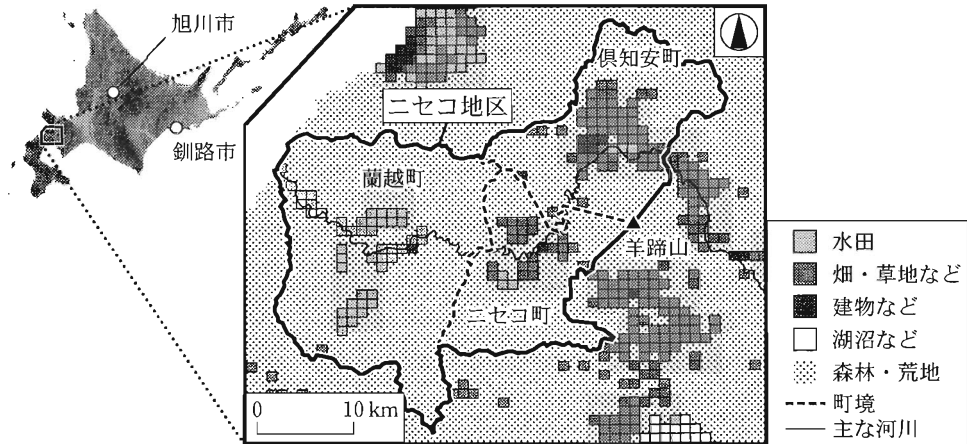 旭川市
釧路市
倶知安町
ニセコ地区
蘭越町
羊蹄山
ニセコ町
0 10 km
水田
畑・草地など
建物など
湖沼など
森林・荒地
町境
主な河川